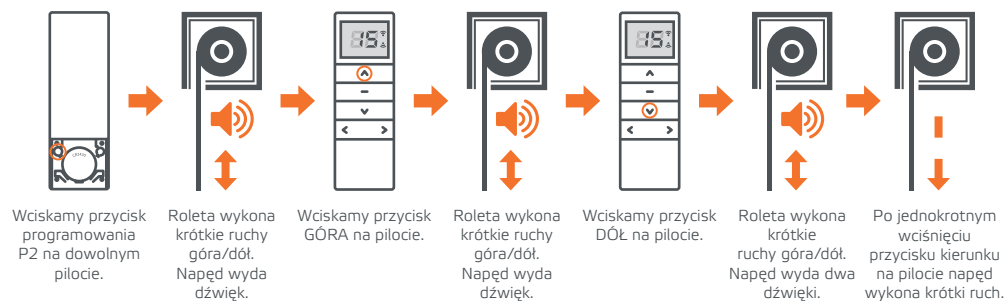 15
15
Wciskamy przycisk
programowania
P2 na dowolnym
pilocie.
Roleta wykona
krótkie ruchy
góra/dół.
Napęd wyda
dźwięk.
Wciskamy przycisk
GÓRA na pilocie.
Roleta wykona
krótkie ruchy
góra/dół.
Napęd wyda
dźwięk.
Wciskamy przycisk
DÓŁ na pilocie.
Roleta wykona
krótkie
ruchy góra/dół.
Napęd wyda dwa
dźwięki.
Po jednokrotnym
wciśnięciu
przycisku kierunku
na pilocie napęd
wykona krótki ruch.